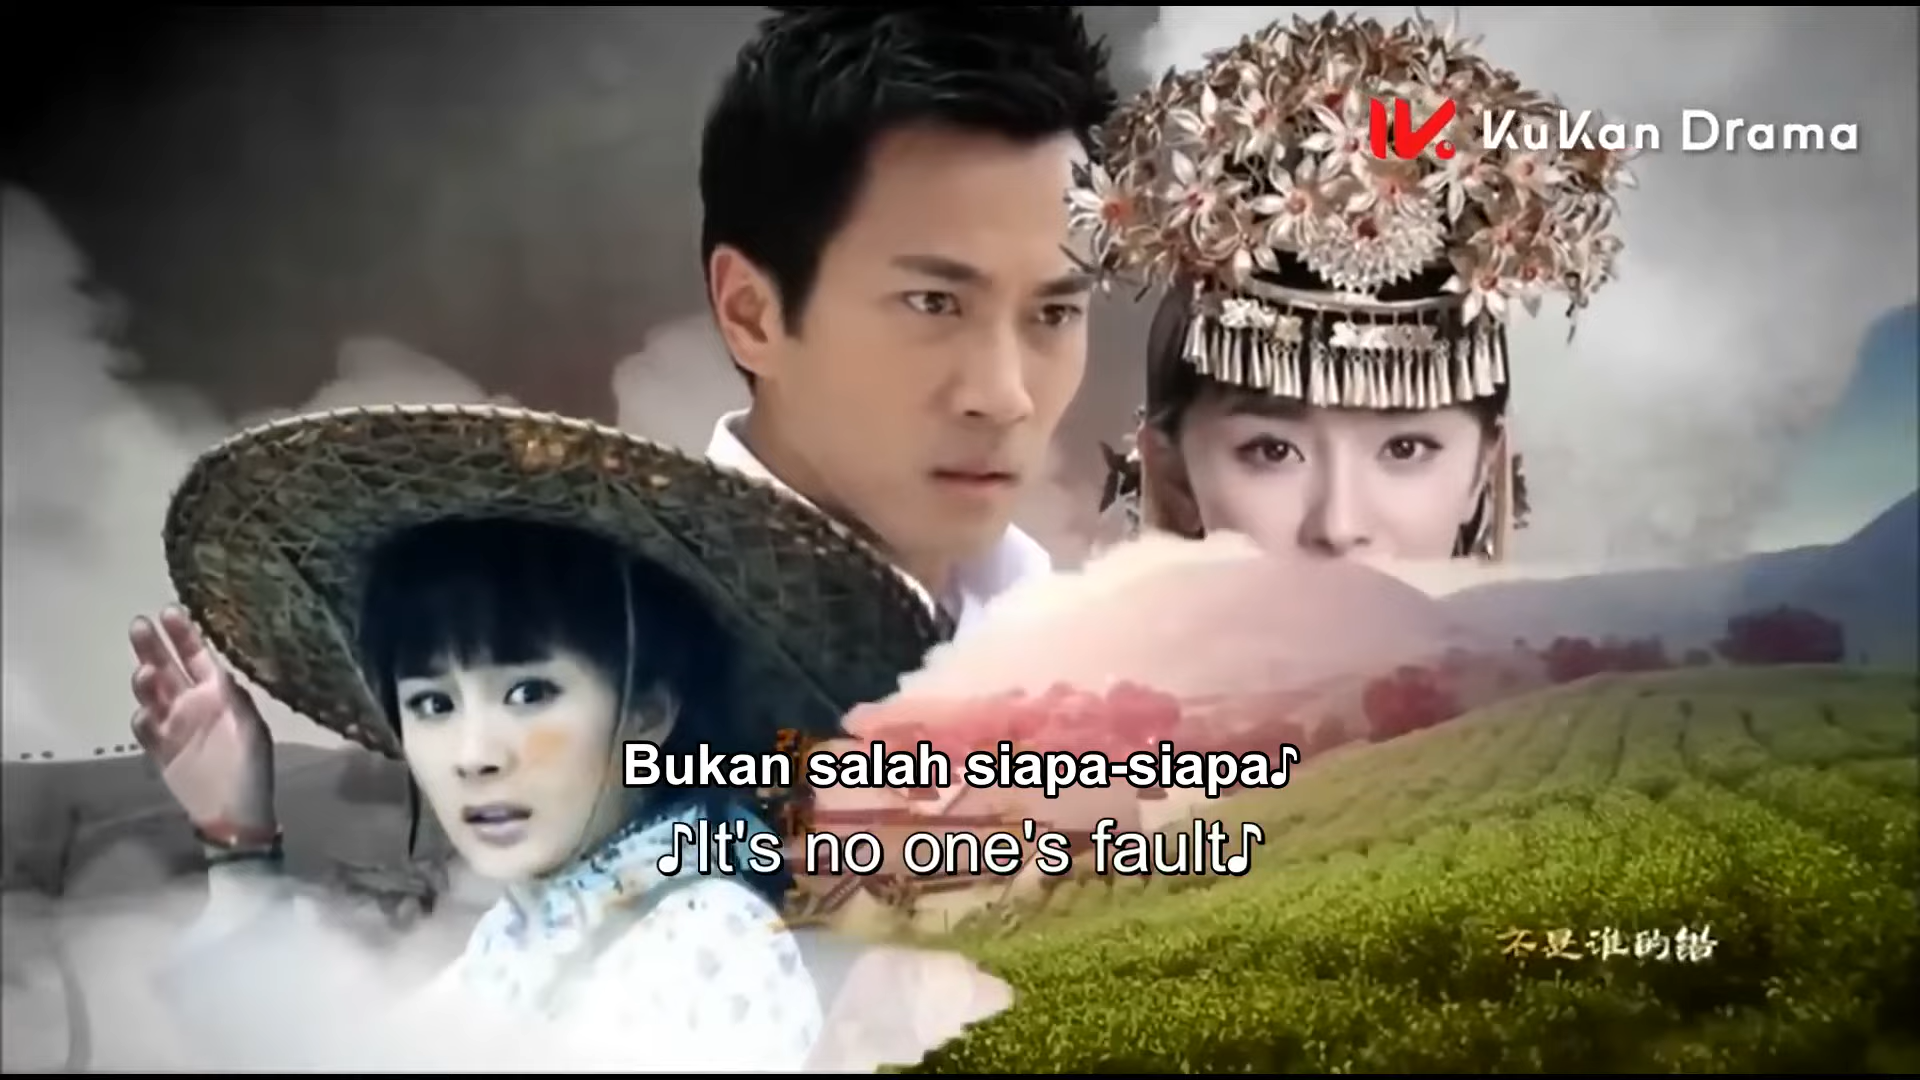 KuKan Drama
Bukan salah siapa-siapa♪
♪It's no one's fault♪
不是谁的错